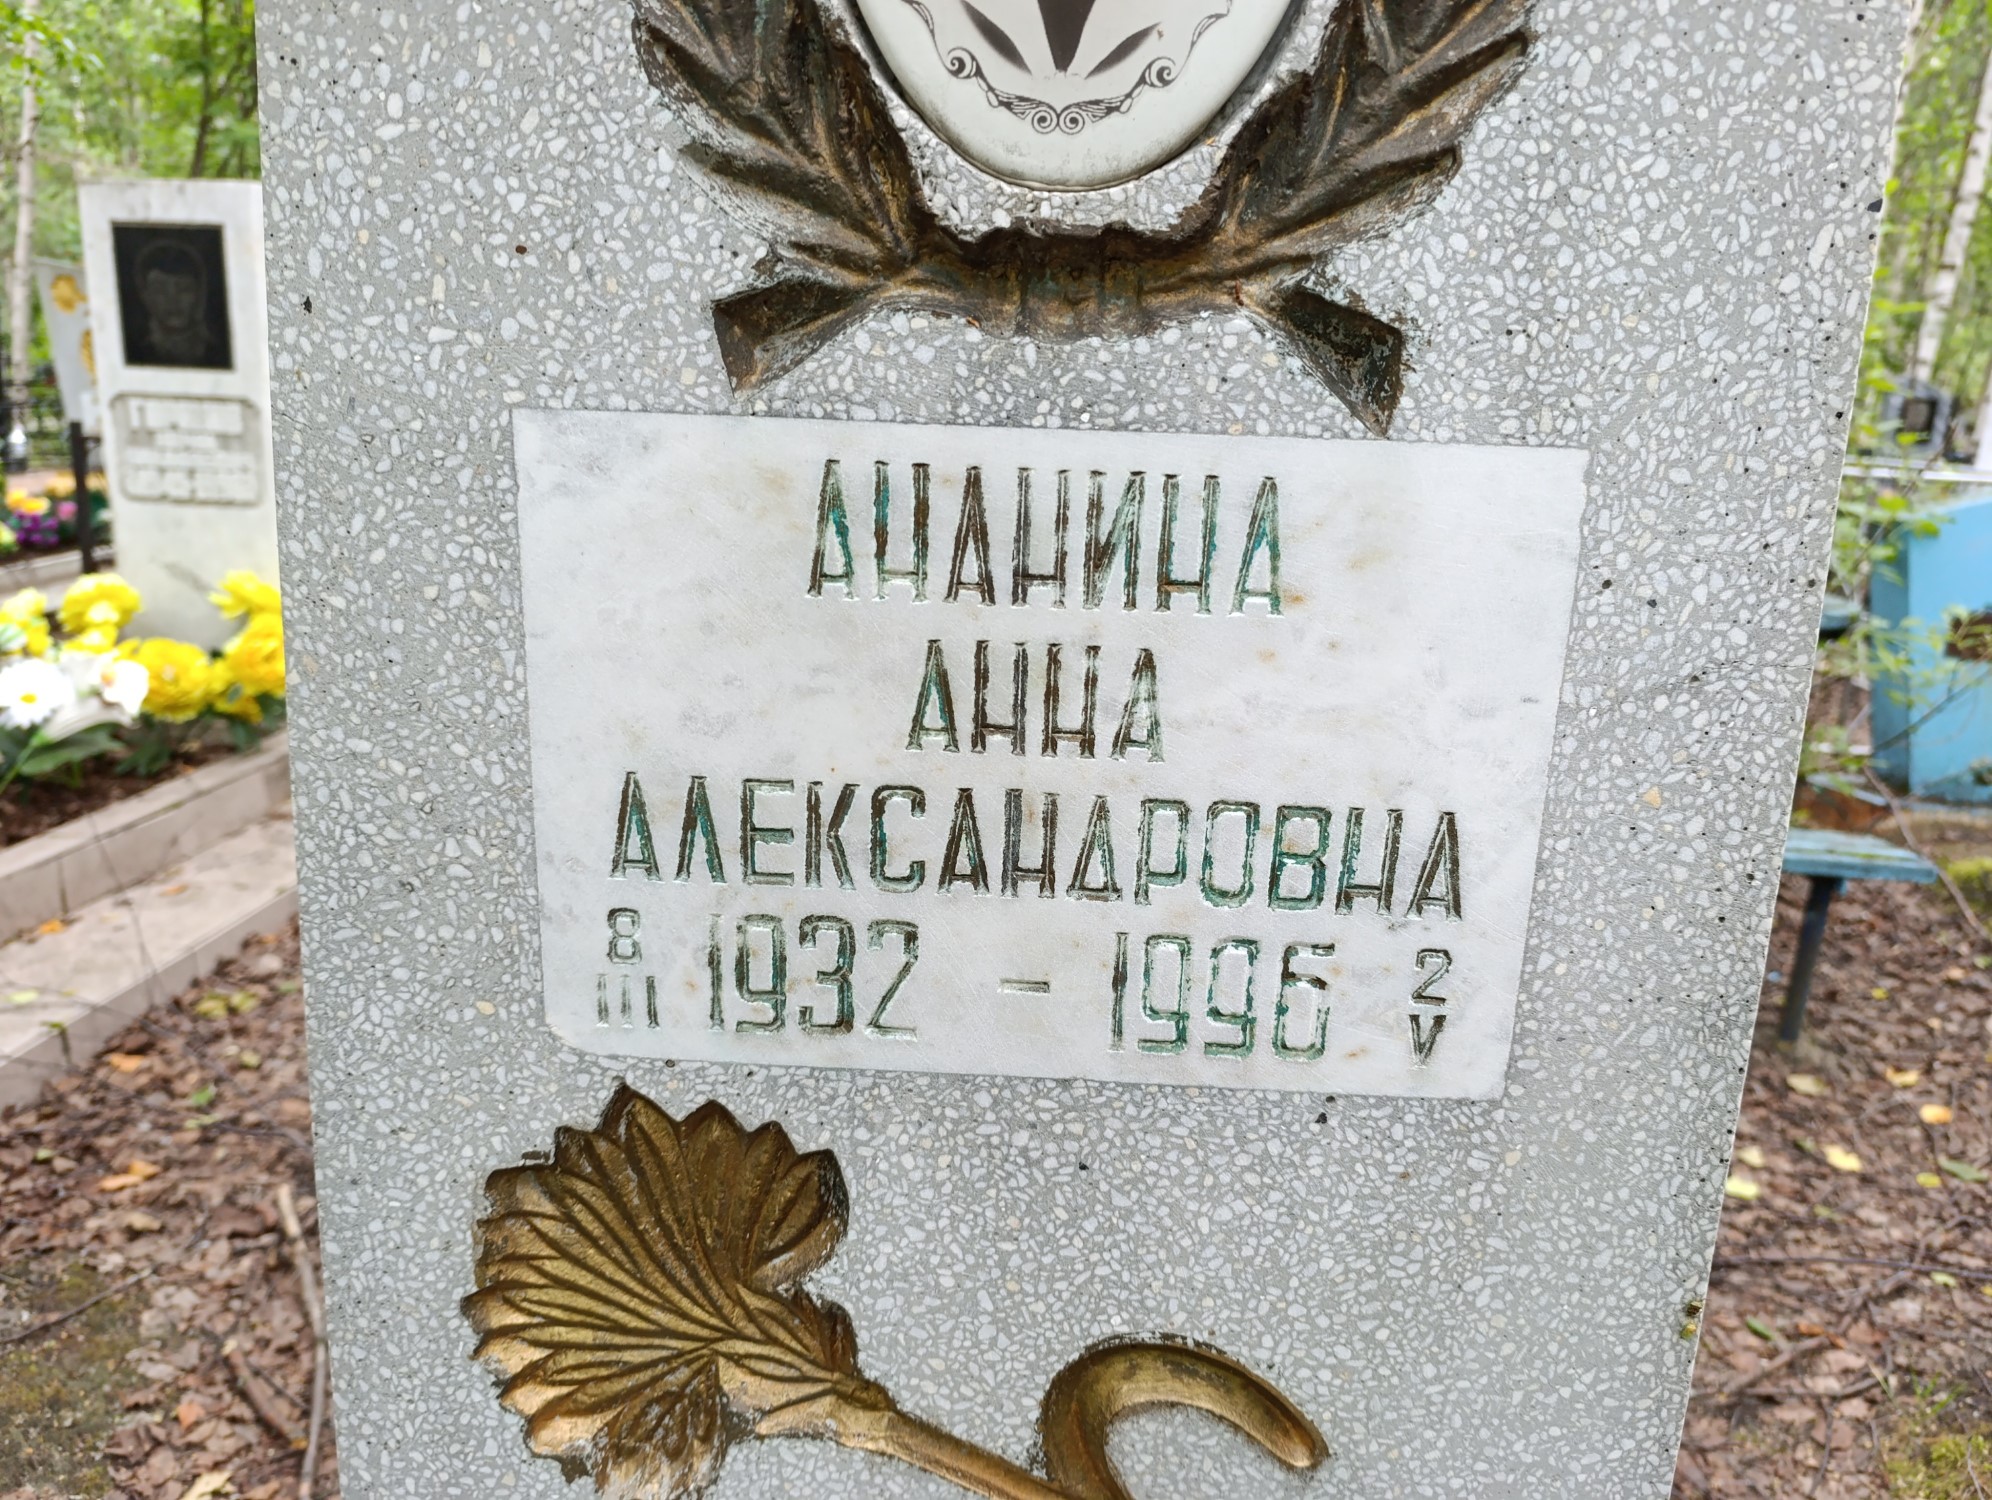 АНАНИНА
АННА
АЛЕКСАНДРОВНА
8/III 1932 – 1996 2/V